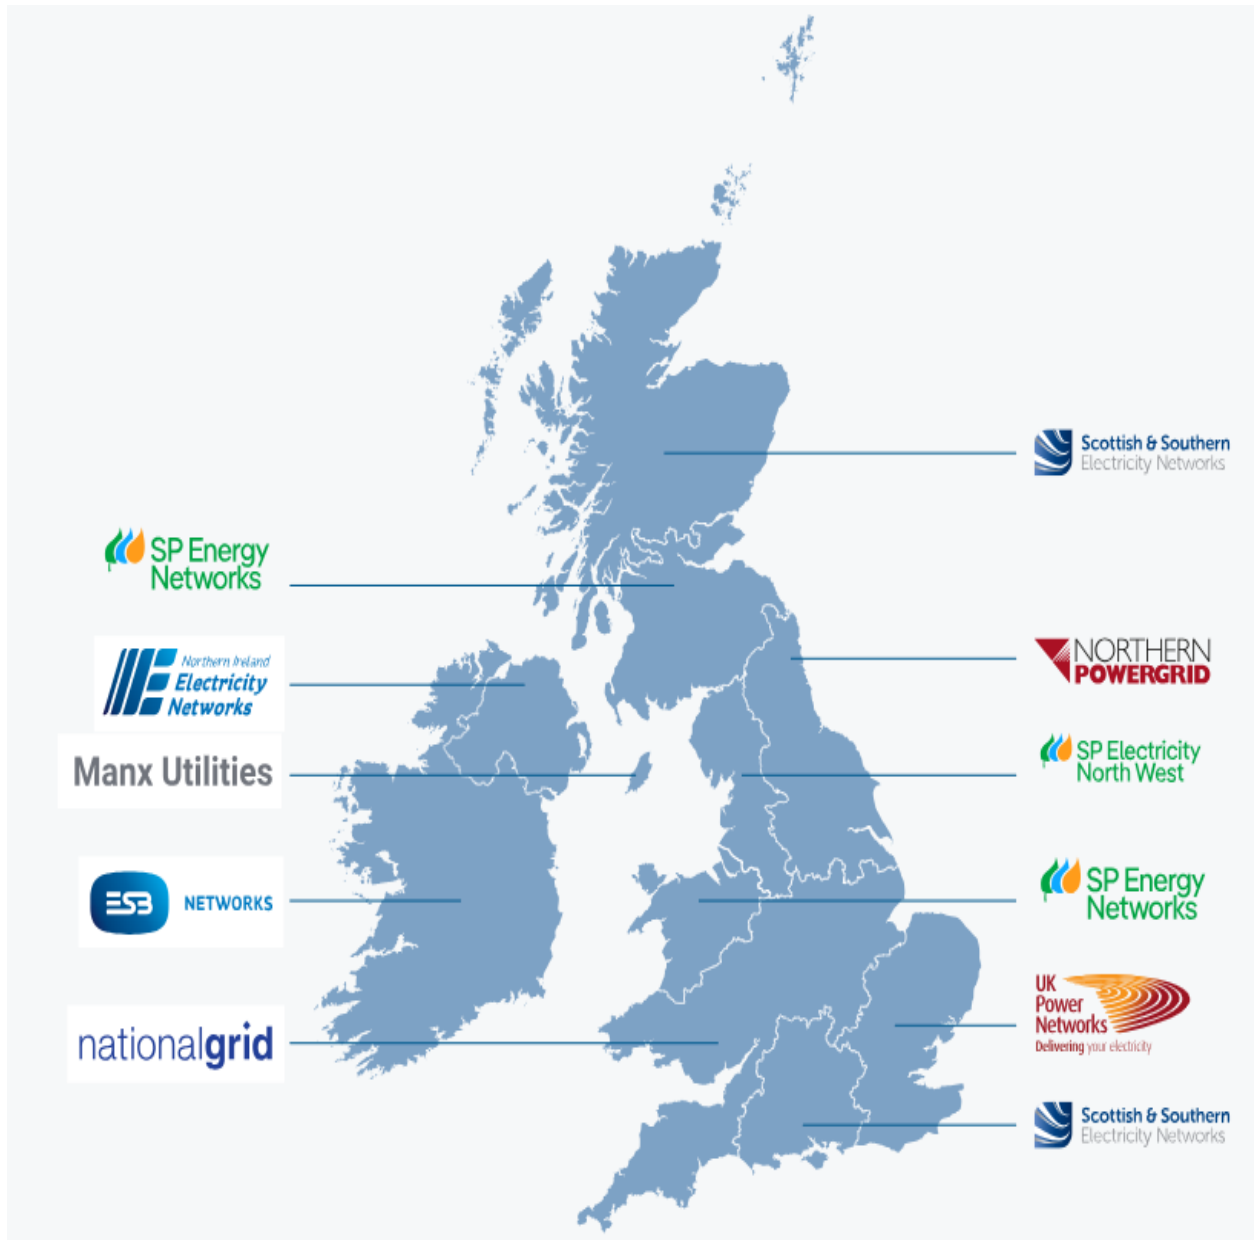 Scottish & Southern
Electricity Networks
SP Energy
Networks
Northern Ireland
Electricity
Networks
NORTHERN
POWERGRID
SP Electricity
North West
Manx Utilities
SP Energy
Networks
ESB NETWORKS
UK
Power
Networks
Delivering your electricity
nationalgrid
Scottish & Southern
Electricity Networks